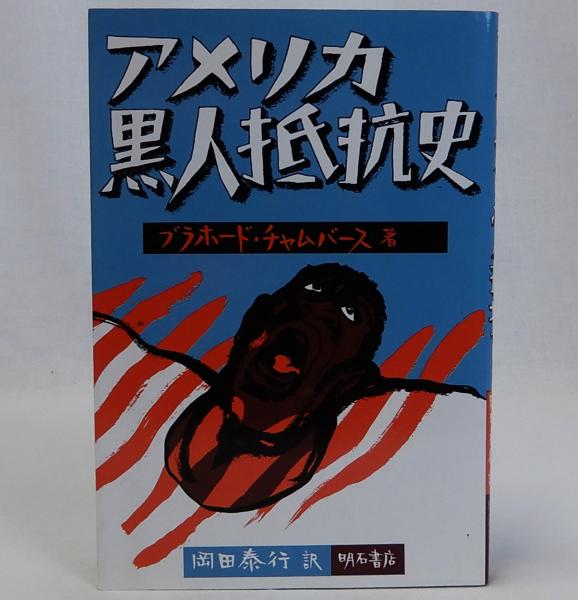 アメリカ
黒人抵抗史
ブラホード・チャムバース 著
岡田泰行 訳 明石書店